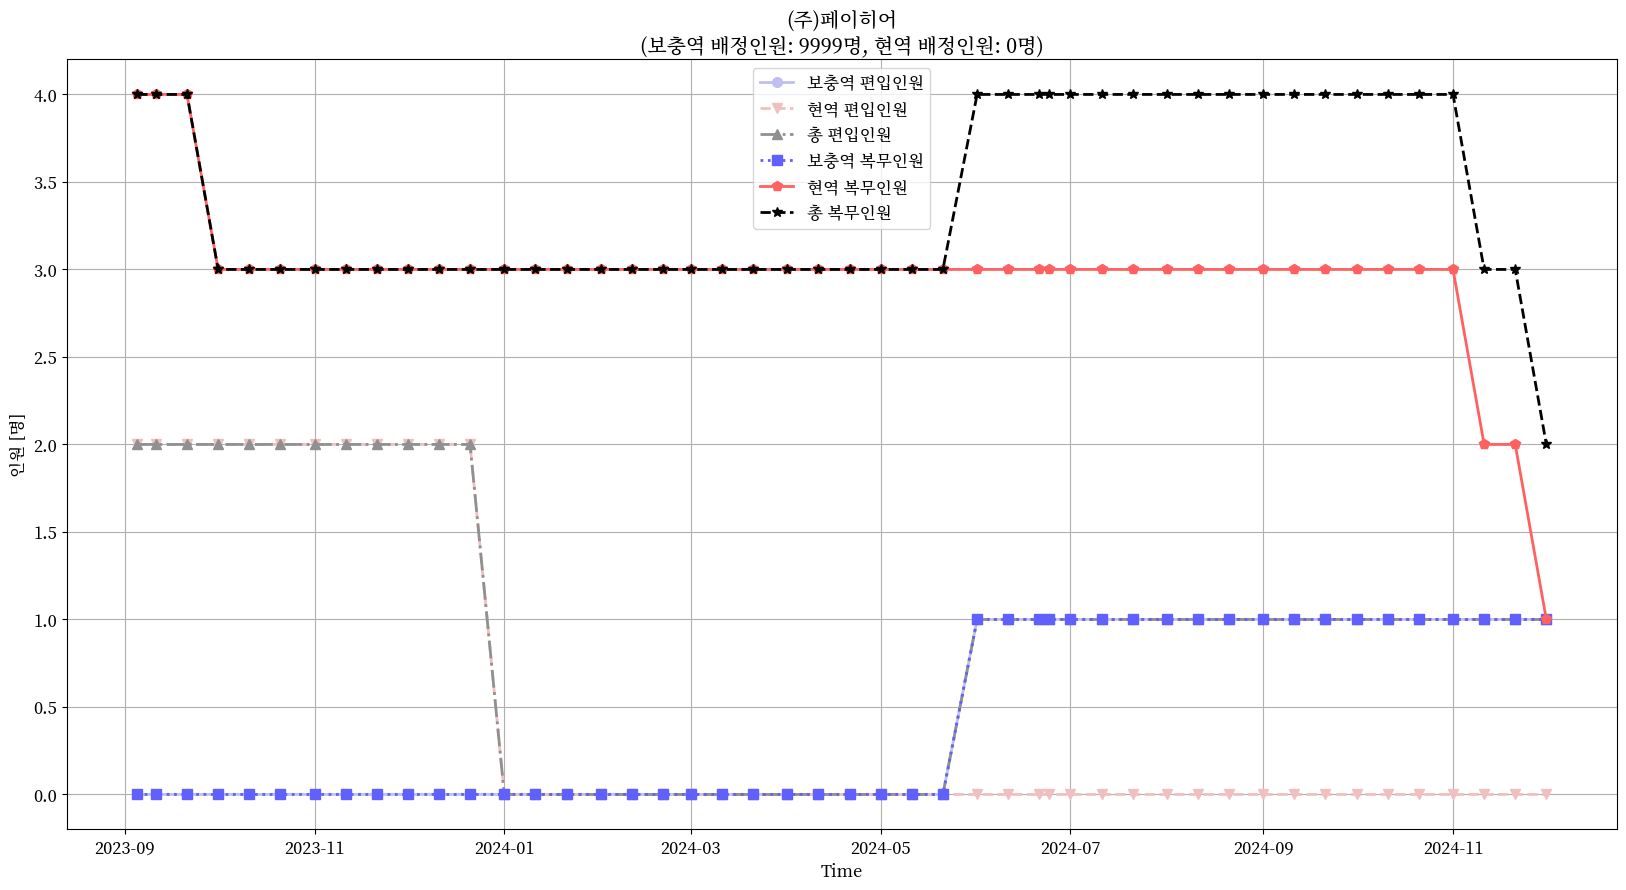 (주)페이히어
(보충역 배정인원: 9999명, 현역 배정인원: 0명)
보충역 편입인원
현역 편입인원
총 편입인원
보충역 복무인원
현역 복무인원
총 복무인원
4.0
3.5
3.0
2.5
2.0
1.5
1.0
0.5
0.0
인원 [명]
2023-09 2023-11 2024-01 2024-03 2024-05 2024-07 2024-09 2024-11
Time